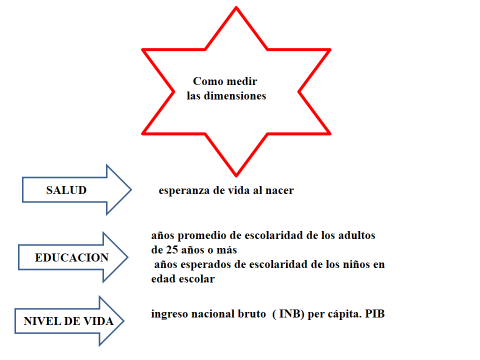 Como medir
las dimensiones
SALUD
esperanza de vida al nacer
EDUCACION
años promedio de escolaridad de los adultos
de 25 años o más
años esperados de escolaridad de los niños en
edad escolar
NIVEL DE VIDA
ingreso nacional bruto ( INB) per cápita. PIB